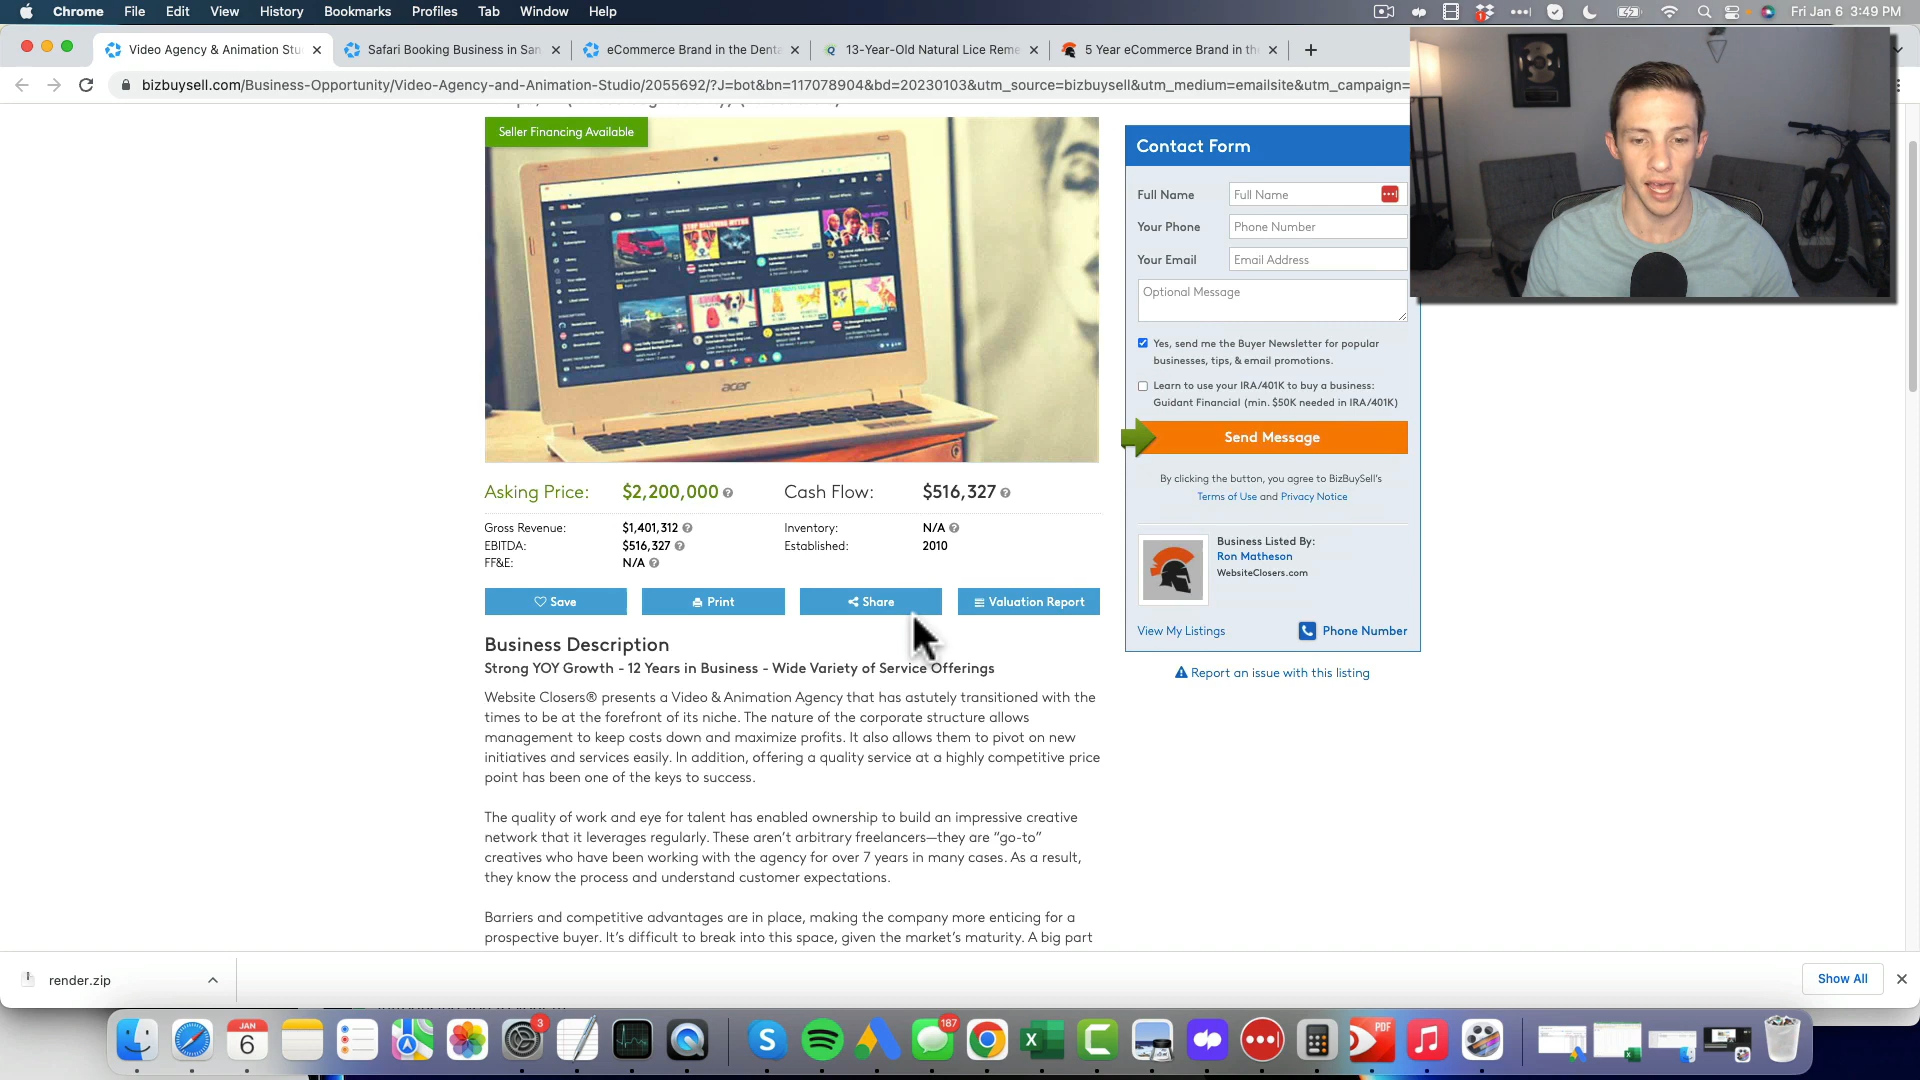 Chrome File Edit View History Bookmarks Profiles Tab Window Help
Fri Jan 6 3:49 PM
Video Agency & Animation Stu
Safari Booking Business in San
eCommerce Brand in the Denta
13-Year-Old Natural Lice Reme
5 Year eCommerce Brand in th
bizbuysell.com/Business-Opportunity/Video-Agency-and-Animation-Studio/2055692/?J=bot&bn=117078904&bd=20230103&utm_source=bizbuysell&utm_medium=emailsite&utm_campaign=
Seller Financing Available
acer
Asking Price: $2,200,000 Cash Flow: $516,327
Gross Revenue: $1,401,312 Inventory: N/A
EBITDA: $516,327 Established: 2010
FF&E: N/A
Save Print Share Valuation Report
Business Description
Strong YOY Growth - 12 Years in Business - Wide Variety of Service Offerings
Website Closers® presents a Video & Animation Agency that has astutely transitioned with the
times to be at the forefront of its niche. The nature of the corporate structure allows
management to keep costs down and maximize profits. It also allows them to pivot on new
initiatives and services easily. In addition, offering a quality service at a highly competitive price
point has been one of the keys to success.
The quality of work and eye for talent has enabled ownership to build an impressive creative
network that it leverages regularly. These aren't arbitrary freelancers—they are "go-to"
creatives who have been working with the agency for over 7 years in many cases. As a result,
they know the process and understand customer expectations.
Barriers and competitive advantages are in place, making the company more enticing for a
prospective buyer. It's difficult to break into this space, given the market's maturity. A big part
Contact Form
Full Name Full Name
Your Phone Phone Number
Your Email Email Address
Optional Message
Yes, send me the Buyer Newsletter for popular
businesses, tips, & email promotions.
Learn to use your IRA/401K to buy a business:
Guidant Financial (min. $50K needed in IRA/401K)
Send Message
By clicking the button, you agree to BizBuySell's
Terms of Use and Privacy Notice
Business Listed By:
Ron Matheson
WebsiteClosers.com
View My Listings Phone Number
Report an issue with this listing
render.zip
Show All
JAN
6
3
187
PDF